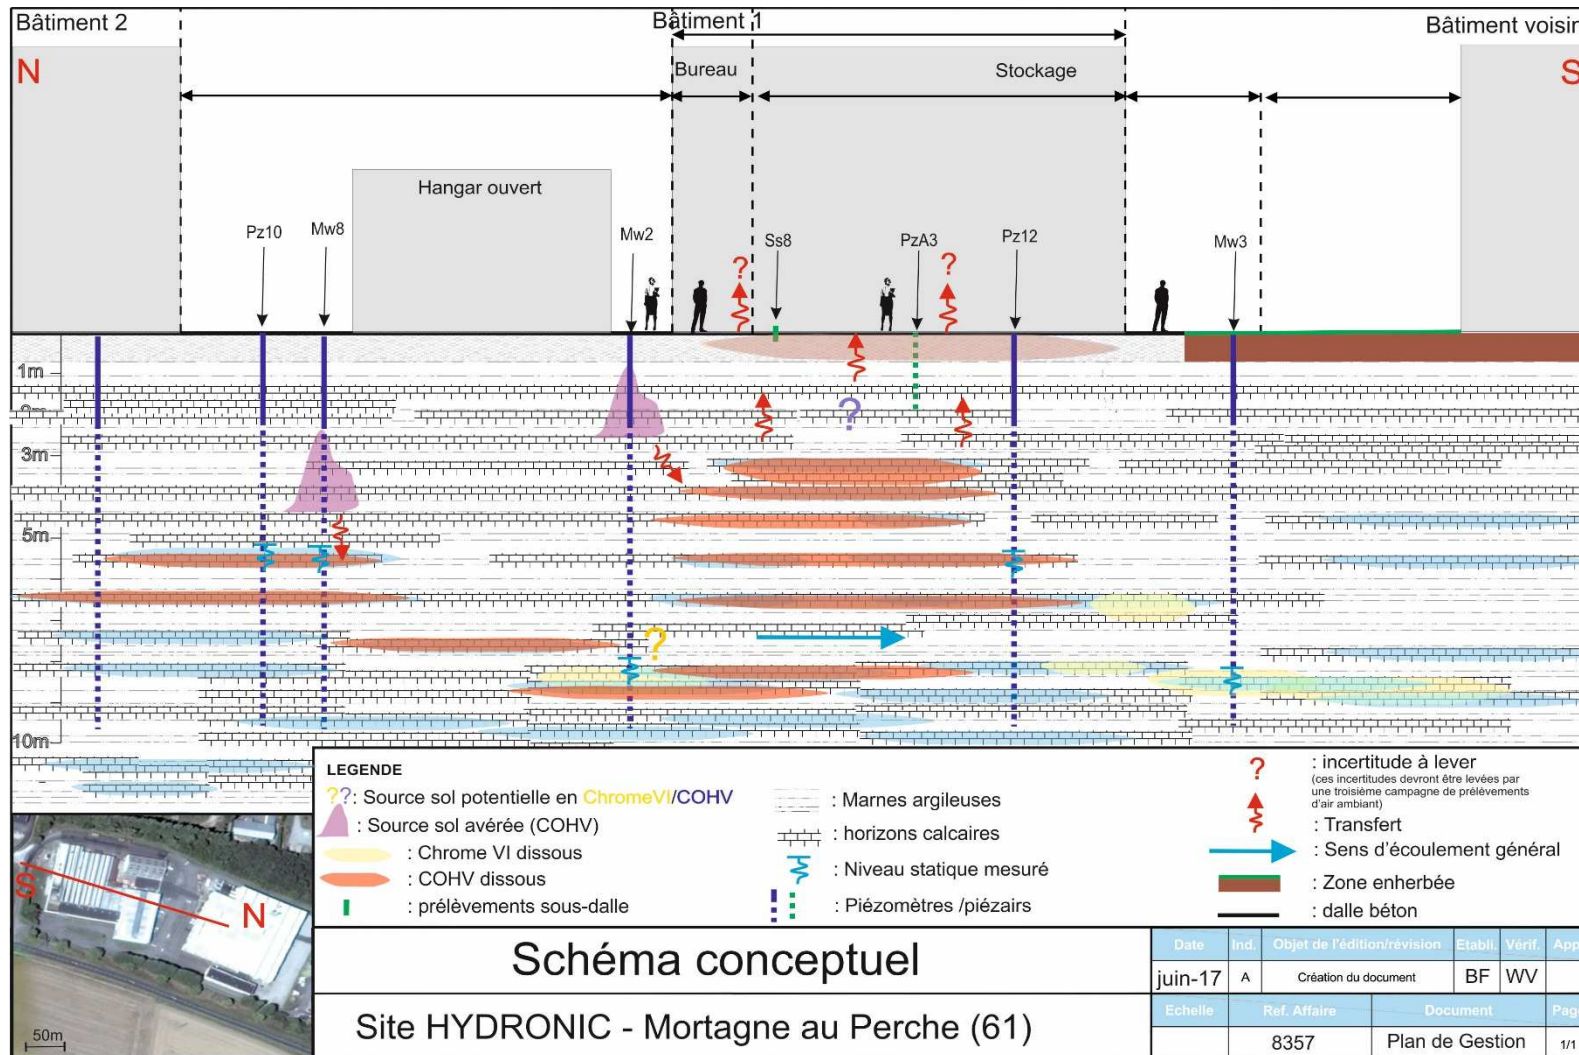 Bâtiment 2
Bâtiment 1
Bâtiment voisin
N
Bureau
Stockage
S
Hangar ouvert
Pz10
Mw8
Mw2
Ss8
PzA3
Pz12
Mw3
?
?
1m
?
3m
5m
?
10m
LEGENDE
??: Source sol potentielle en ChromeVI/COHV
: Source sol avérée (COHV)
: Chrome VI dissous
: COHV dissous
: prélèvements sous-dalle
: Marnes argileuses
: horizons calcaires
: Niveau statique mesuré
: Piézomètres /piézairs
? : incertitude à lever
(ces incertitudes devront être levées par
une troisième campagne de prélèvements
d'air ambiant)
: Transfert
: Sens d'écoulement général
: Zone enherbée
: dalle béton
S
N
50m
Schéma conceptuel
Site HYDRONIC - Mortagne au Perche (61)
Date Ind. Objet de l'édition/révision Etabli. Vérif. App
juin-17 A Création du document BF WV
Echelle Ref. Affaire Document Page
8357 Plan de Gestion 1/1